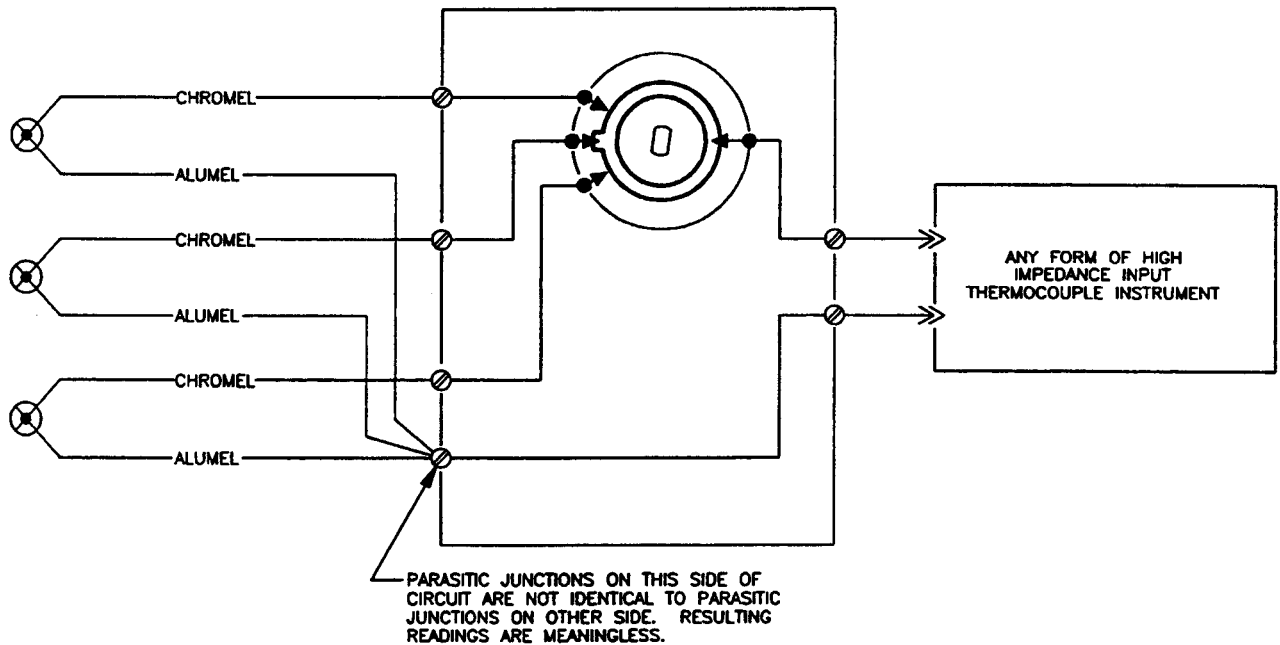 CHROMEL
ALUMEL
CHROMEL
ALUMEL
CHROMEL
ALUMEL
ANY FORM OF HIGH
IMPEDANCE INPUT
THERMOCOUPLE INSTRUMENT
PARASITIC JUNCTIONS ON THIS SIDE OF
CIRCUIT ARE NOT IDENTICAL TO PARASITIC
JUNCTIONS ON OTHER SIDE. RESULTING
READINGS ARE MEANINGLESS.